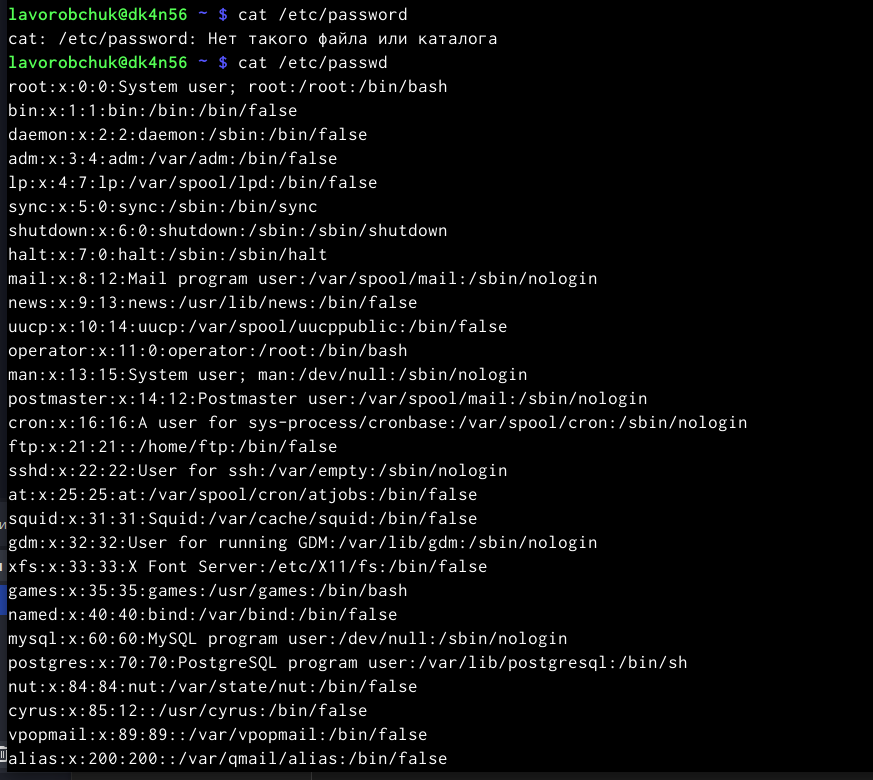 lavorobchuk@dk4n56 ~ $ cat /etc/password
cat: /etc/password: Нет такого файла или каталога
lavorobchuk@dk4n56 ~ $ cat /etc/passwd
root:x:0:0:System user; root:/root:/bin/bash
bin:x:1:1:bin:/bin:/bin/false
daemon:x:2:2:daemon:/sbin:/bin/false
adm:x:3:4:adm:/var/adm:/bin/false
lp:x:4:7:lp:/var/spool/lpd:/bin/false
sync:x:5:0:sync:/sbin:/bin/sync
shutdown:x:6:0:shutdown:/sbin:/sbin/shutdown
halt:x:7:0:halt:/sbin:/sbin/halt
mail:x:8:12:Mail program user:/var/spool/mail:/sbin/nologin
news:x:9:13:news:/usr/lib/news:/bin/false
uucp:x:10:14:uucp:/var/spool/uucppublic:/bin/false
operator:x:11:0:operator:/root:/bin/bash
man:x:13:15:System user; man:/dev/null:/sbin/nologin
postmaster:x:14:12:Postmaster user:/var/spool/mail:/sbin/nologin
cron:x:16:16:A user for sys-process/cronbase:/var/spool/cron:/sbin/nologin
ftp:x:21:21::/home/ftp:/bin/false
sshd:x:22:22:User for ssh:/var/empty:/sbin/nologin
at:x:25:25:at:/var/spool/cron/atjobs:/bin/false
squid:x:31:31:Squid:/var/cache/squid:/bin/false
gdm:x:32:32:User for running GDM:/var/lib/gdm:/sbin/nologin
xfs:x:33:33:X Font Server:/etc/X11/fs:/bin/false
games:x:35:35:games:/usr/games:/bin/bash
named:x:40:40:bind:/var/bind:/bin/false
mysql:x:60:60:MySQL program user:/dev/null:/sbin/nologin
postgres:x:70:70:PostgreSQL program user:/var/lib/postgresql:/bin/sh
nut:x:84:84:nut:/var/state/nut:/bin/false
cyrus:x:85:12::/usr/cyrus:/bin/false
vpopmail:x:89:89::/var/vpopmail:/bin/false
alias:x:200:200::/var/qmail/alias:/bin/false